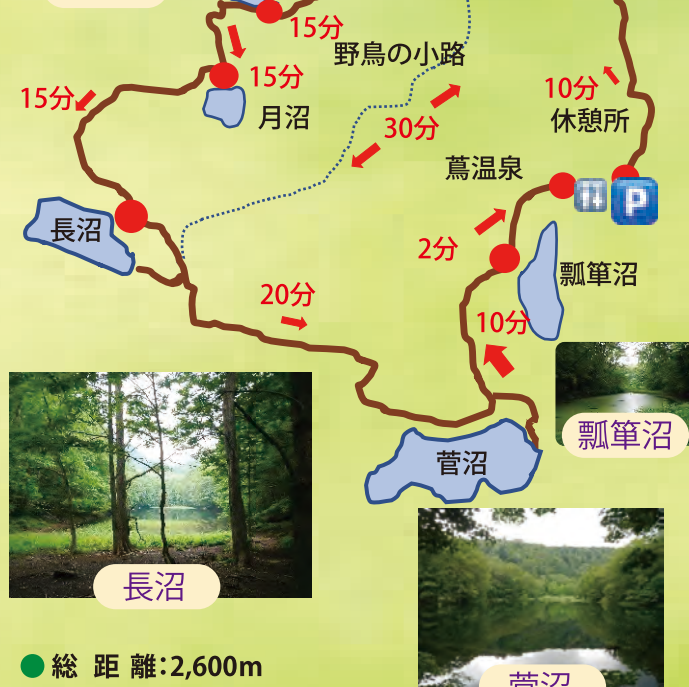 15分
野鳥の小路
15分
15分
月沼
10分
休憩所
30分
蔦温泉
P
長沼
2分
瓢箪沼
20分
10分
瓢箪沼
菅沼
長沼
菅沼
●総距離:2,600m